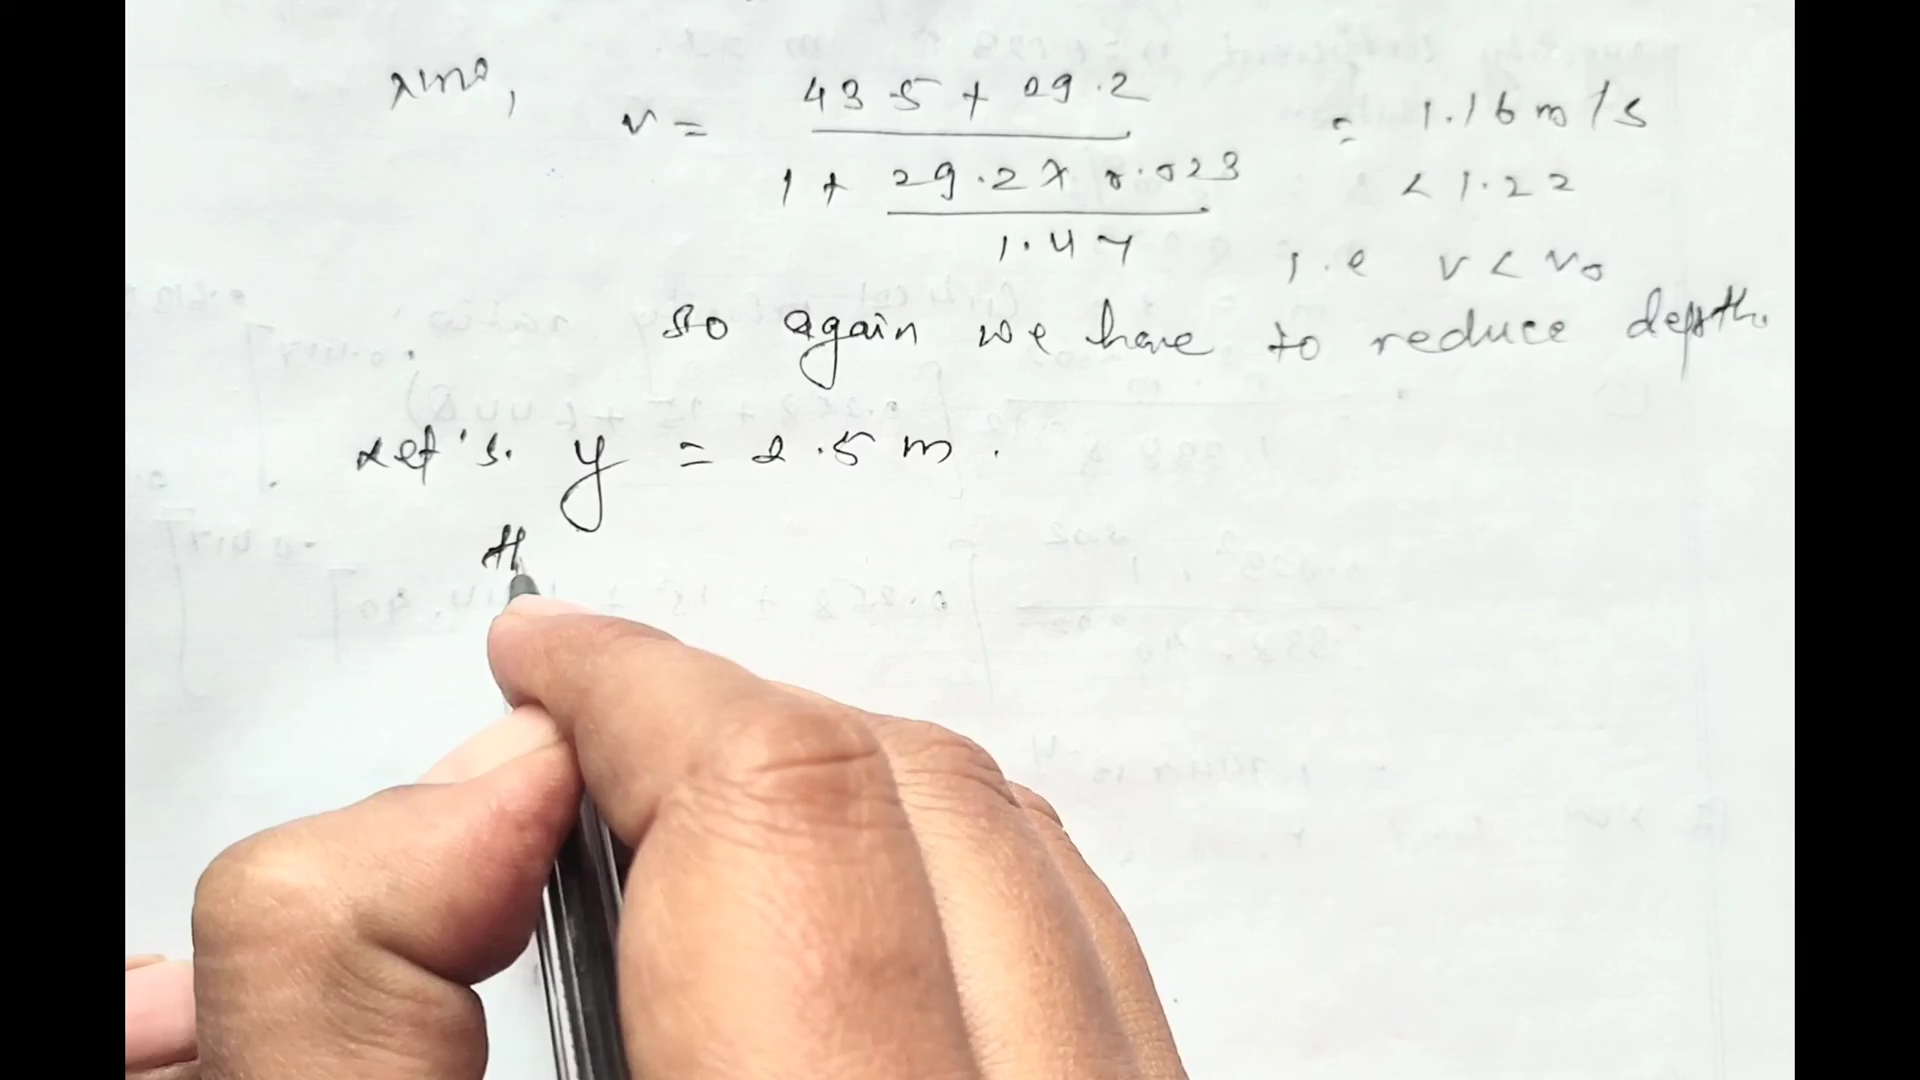 v = 43.5 + 29.2 / 1 + 29.2 x 0.023 / 1.47 = 1.16 m/s
< 1.22
i.e v < v₀
so again we have to reduce depth.
Let's. y = 2.5 m.